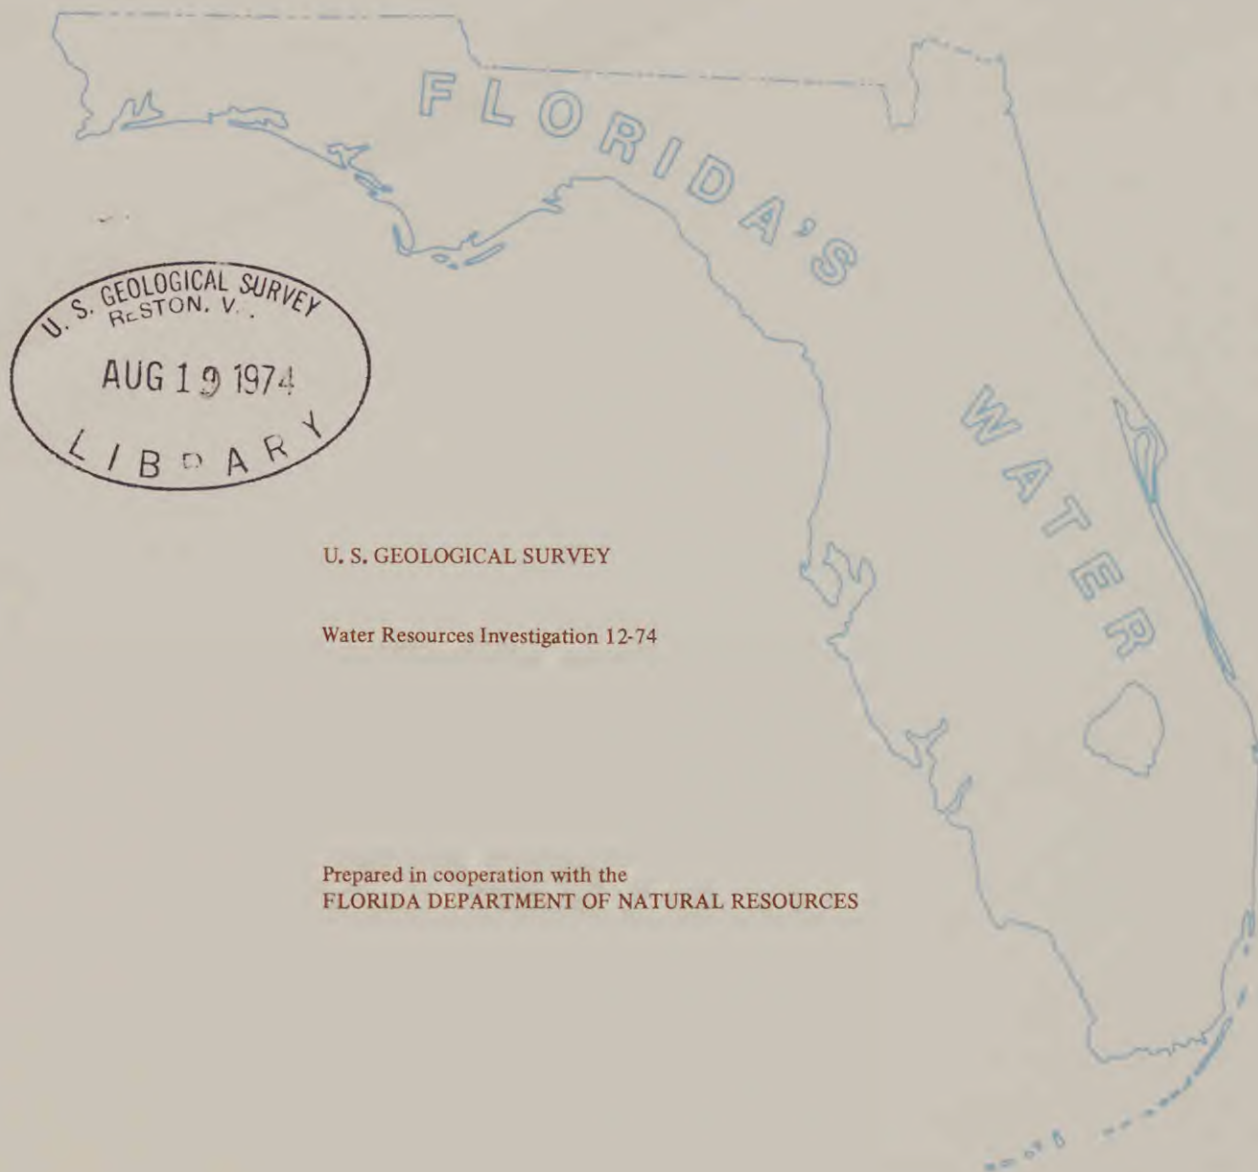 FLORIDA'S
WATER
U. S. GEOLOGICAL SURVEY
RESTON, V. .
AUG 19 1974
LIBRARY
U. S. GEOLOGICAL SURVEY
Water Resources Investigation 12-74
Prepared in cooperation with the
FLORIDA DEPARTMENT OF NATURAL RESOURCES